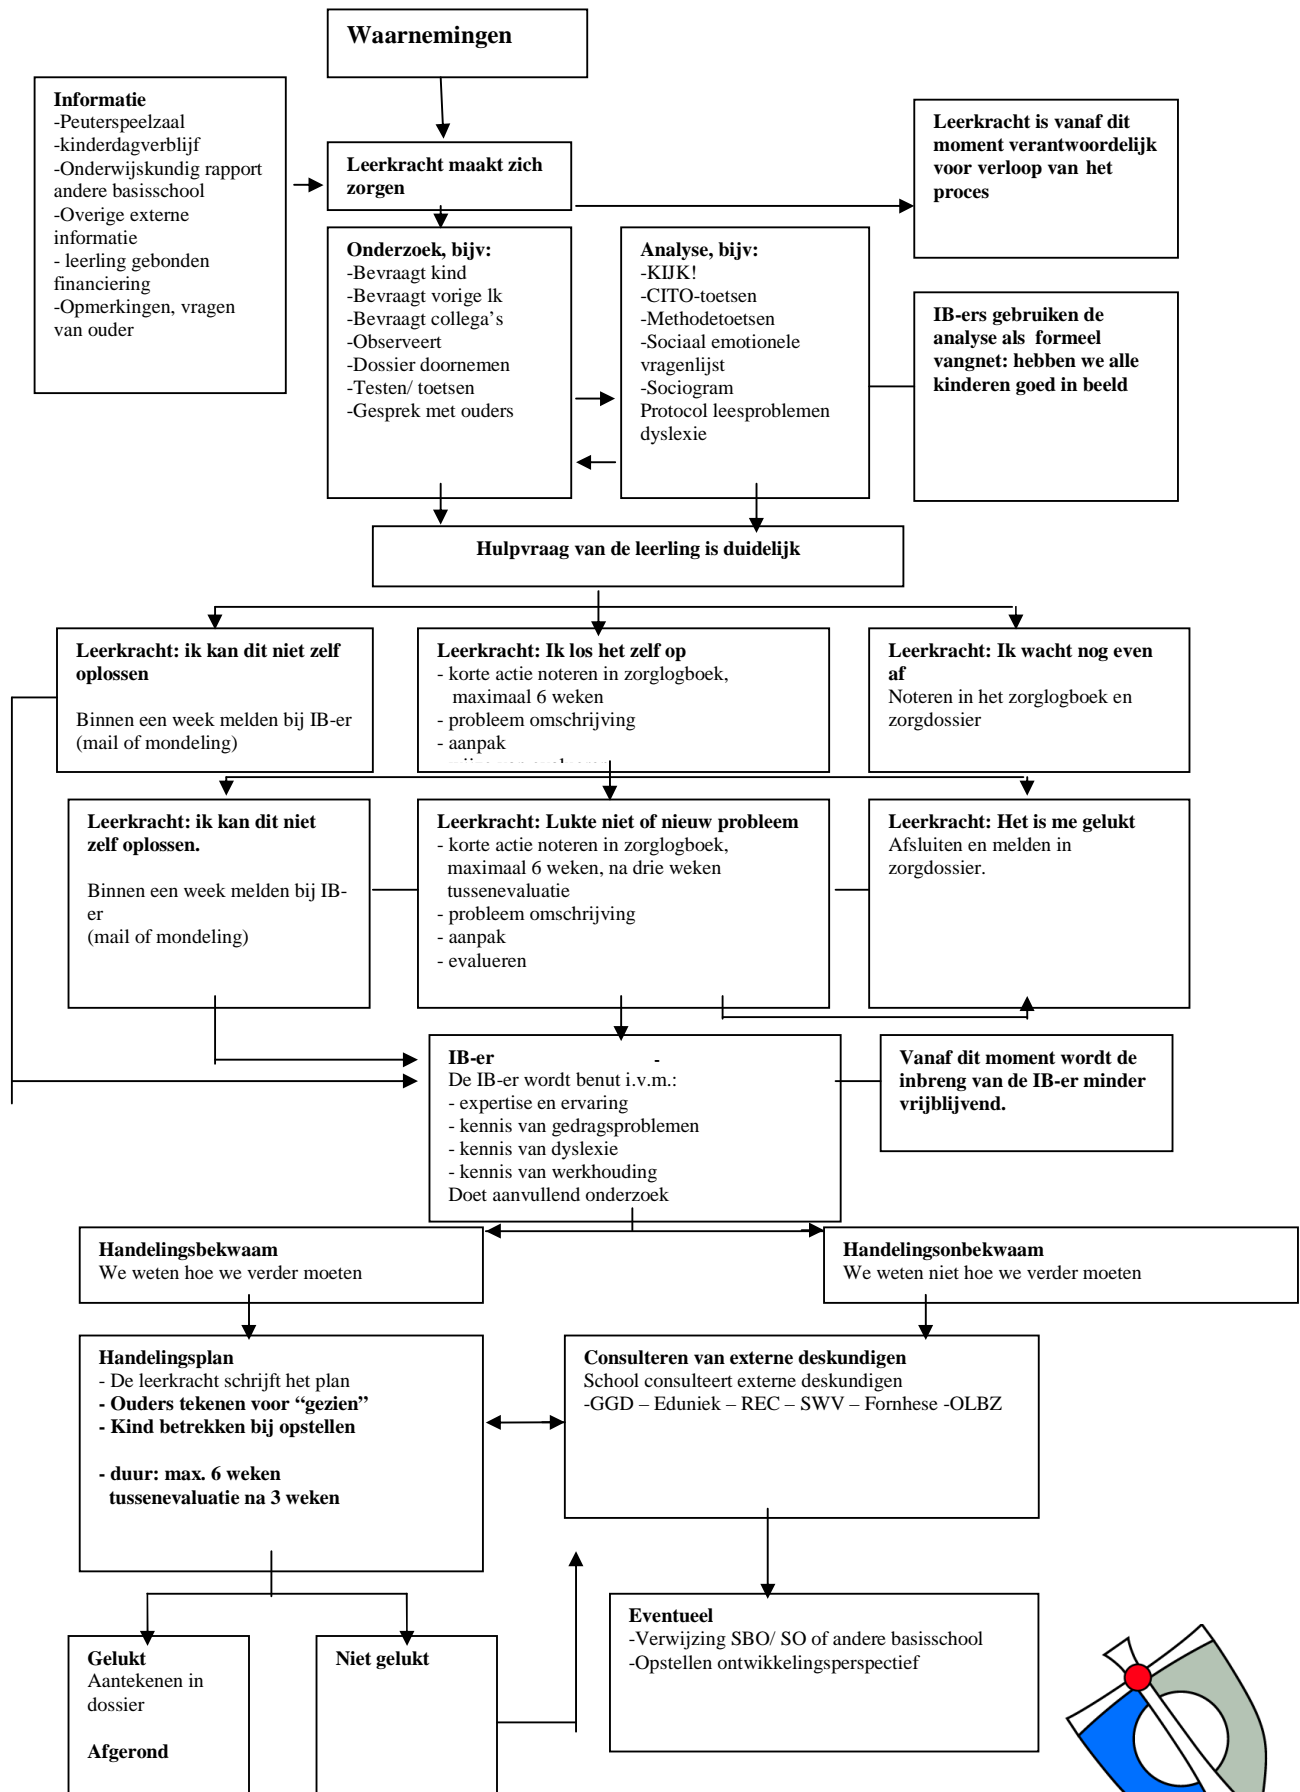 Waarnemingen
Informatie
-Peuterspeelzaal
-kinderdagverblijf
-Onderwijskundig rapport
andere basisschool
-Overige externe
informatie
- leerling gebonden
financiering
-Opmerkingen, vragen
van ouder
Leerkracht maakt zich
zorgen
Leerkracht is vanaf dit
moment verantwoordelijk
voor verloop van het
proces
Onderzoek, bijv:
-Bevraagt kind
-Bevraagt vorige lk
-Bevraagt collega's
-Observeert
-Dossier doornemen
-Testen/ toetsen
-Gesprek met ouders
Analyse, bijv:
-KIJK!
-CITO-toetsen
-Methodetoetsen
-Sociaal emotionele
vragenlijst
-Sociogram
Protocol leesproblemen
dyslexie
IB-ers gebruiken de
analyse als formeel
vangnet: hebben we alle
kinderen goed in beeld
Hulpvraag van de leerling is duidelijk
Leerkracht: ik kan dit niet zelf
oplossen
Binnen een week melden bij IB-er
(mail of mondeling)
Leerkracht: Ik los het zelf op
- korte actie noteren in zorglogboek,
maximaal 6 weken
- probleem omschrijving
- aanpak
Leerkracht: Ik wacht nog even
af
Noteren in het zorglogboek en
zorgdossier
Leerkracht: ik kan dit niet
zelf oplossen.
Binnen een week melden bij IB-
er
(mail of mondeling)
Leerkracht: Lukte niet of nieuw probleem
- korte actie noteren in zorglogboek,
maximaal 6 weken, na drie weken
tussenevaluatie
- probleem omschrijving
- aanpak
- evalueren
Leerkracht: Het is me gelukt
Afsluiten en melden in
zorgdossier.
IB-er -
De IB-er wordt benut i.v.m.:
- expertise en ervaring
- kennis van gedragsproblemen
- kennis van dyslexie
- kennis van werkhouding
Doet aanvullend onderzoek
Vanaf dit moment wordt de
inbreng van de IB-er minder
vrijblijvend.
Handelingsbekwaam
We weten hoe we verder moeten
Handelingsonbekwaam
We weten niet hoe we verder moeten
Handelingsplan
- De leerkracht schrijft het plan
- Ouders tekenen voor “gezien”
- Kind betrekken bij opstellen
- duur: max. 6 weken
tussenevaluatie na 3 weken
Consulteren van externe deskundigen
School consulteert externe deskundigen
-GGD – Eduniek – REC – SWV – Fornhese -OLBZ
Gelukt
Aantekenen in
dossier
Afgerond
Niet gelukt
Eventueel
-Verwijzing SBO/ SO of andere basisschool
-Opstellen ontwikkelingsperspectief